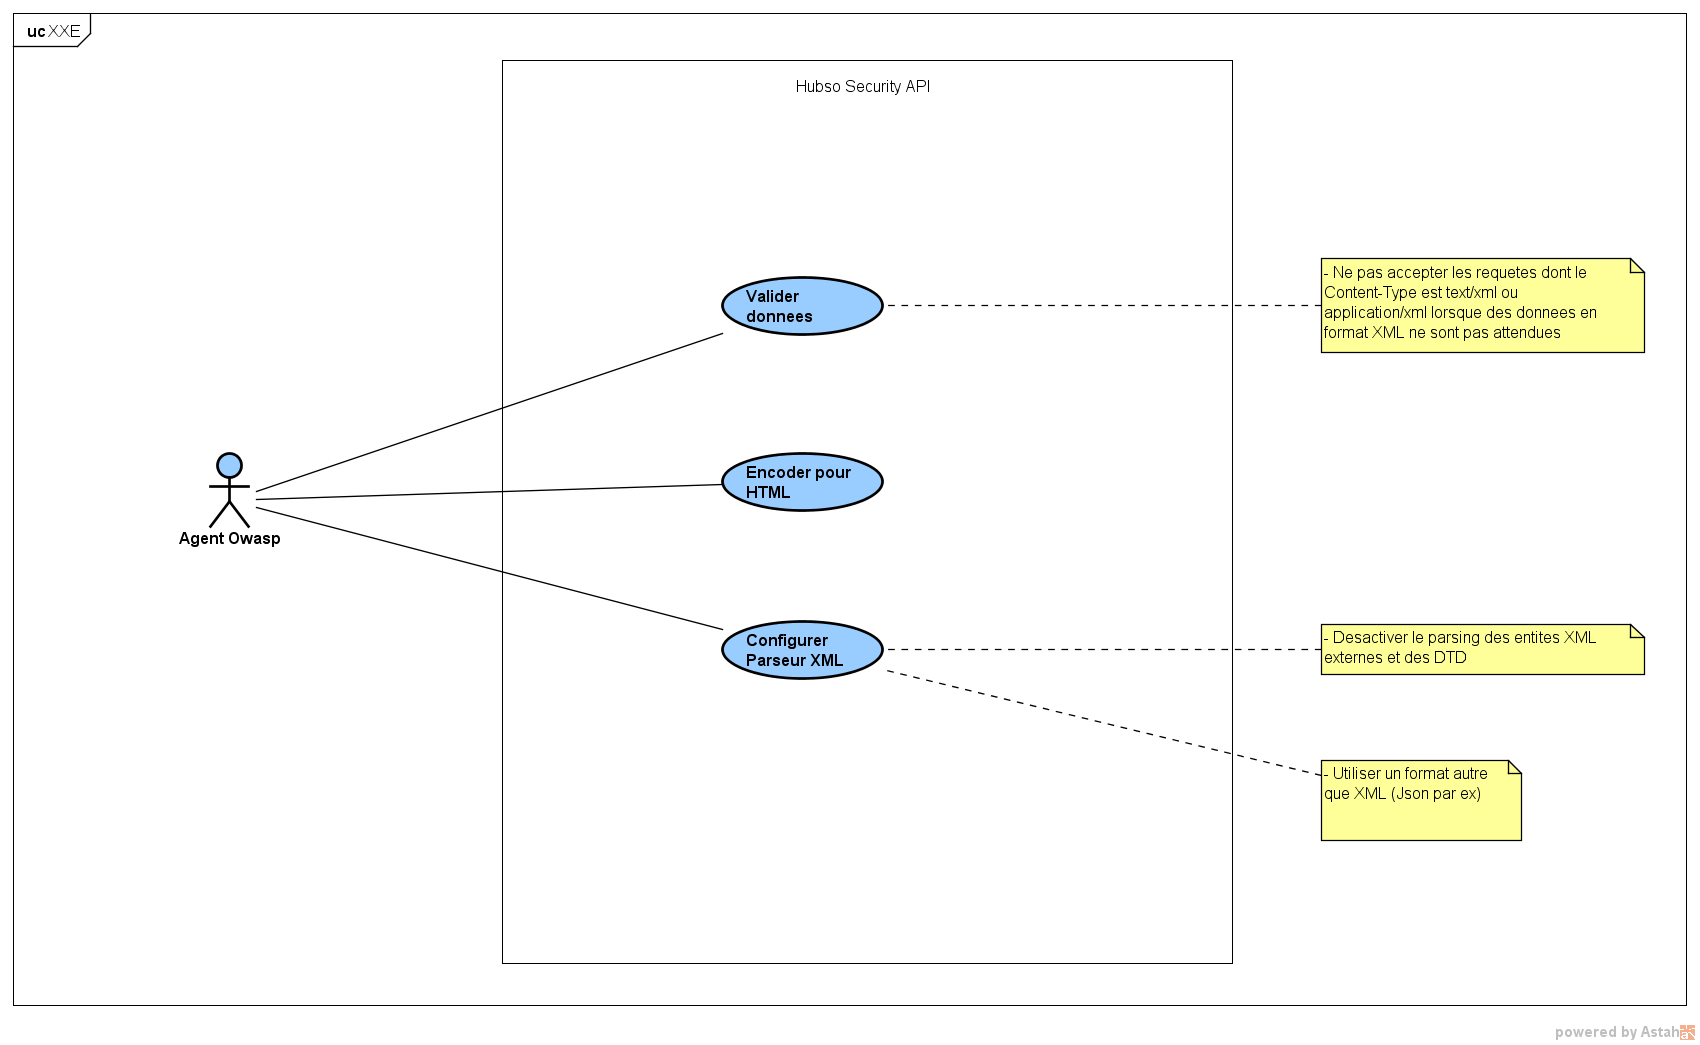 uc XXE
Hubso Security API
Valider
donnees
- Ne pas accepter les requetes dont le
Content-Type est text/xml ou
application/xml lorsque des donnees en
format XML ne sont pas attendues
Encoder pour
HTML
Agent Owasp
Configurer
Parseur XML
- Desactiver le parsing des entites XML
externes et des DTD
- Utiliser un format autre
que XML (Json par ex)
powered by Astah